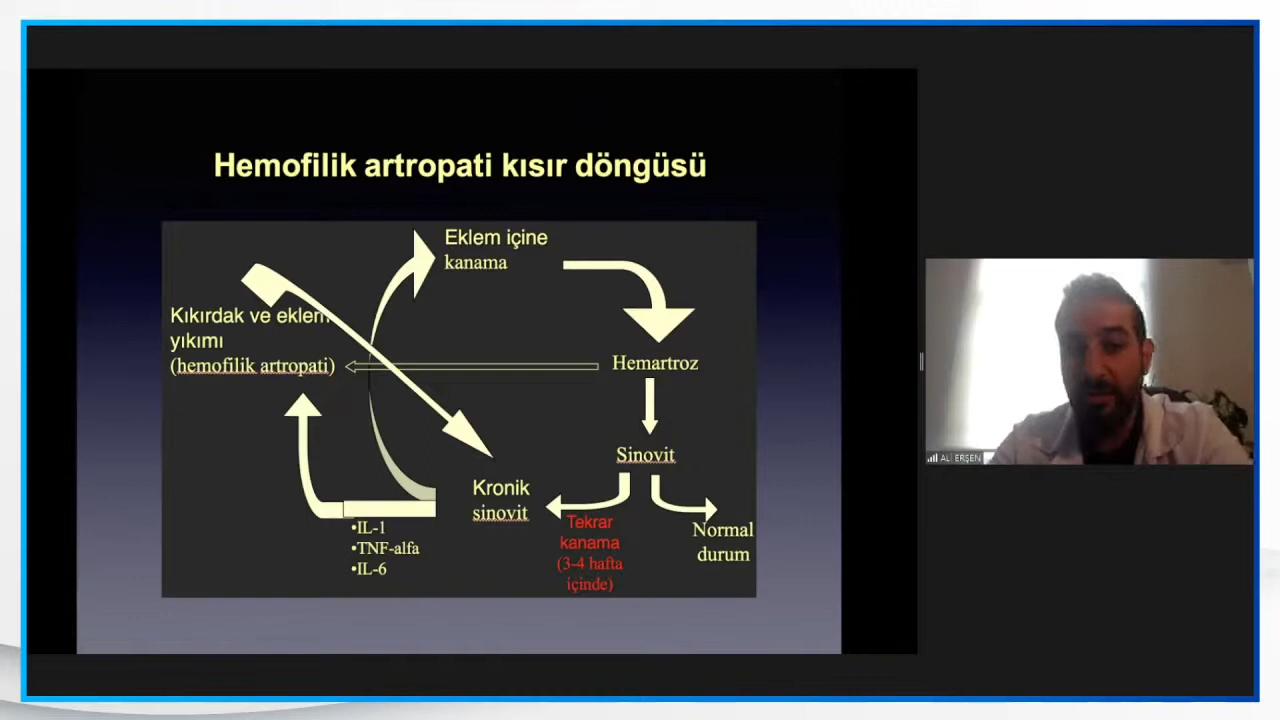 Hemofilik artropati kısır döngüsü
Eklem içine
kanama
Kıkırdak ve eklem
yıkımı
(hemofilik artropati)
Hemartroz
Sinovit
Kronik
sinovit
Tekrar
kanama
(3-4 hafta
içinde)
Normal
durum
•IL-1
•TNF-alfa
•IL-6
ALİ ERŞEN